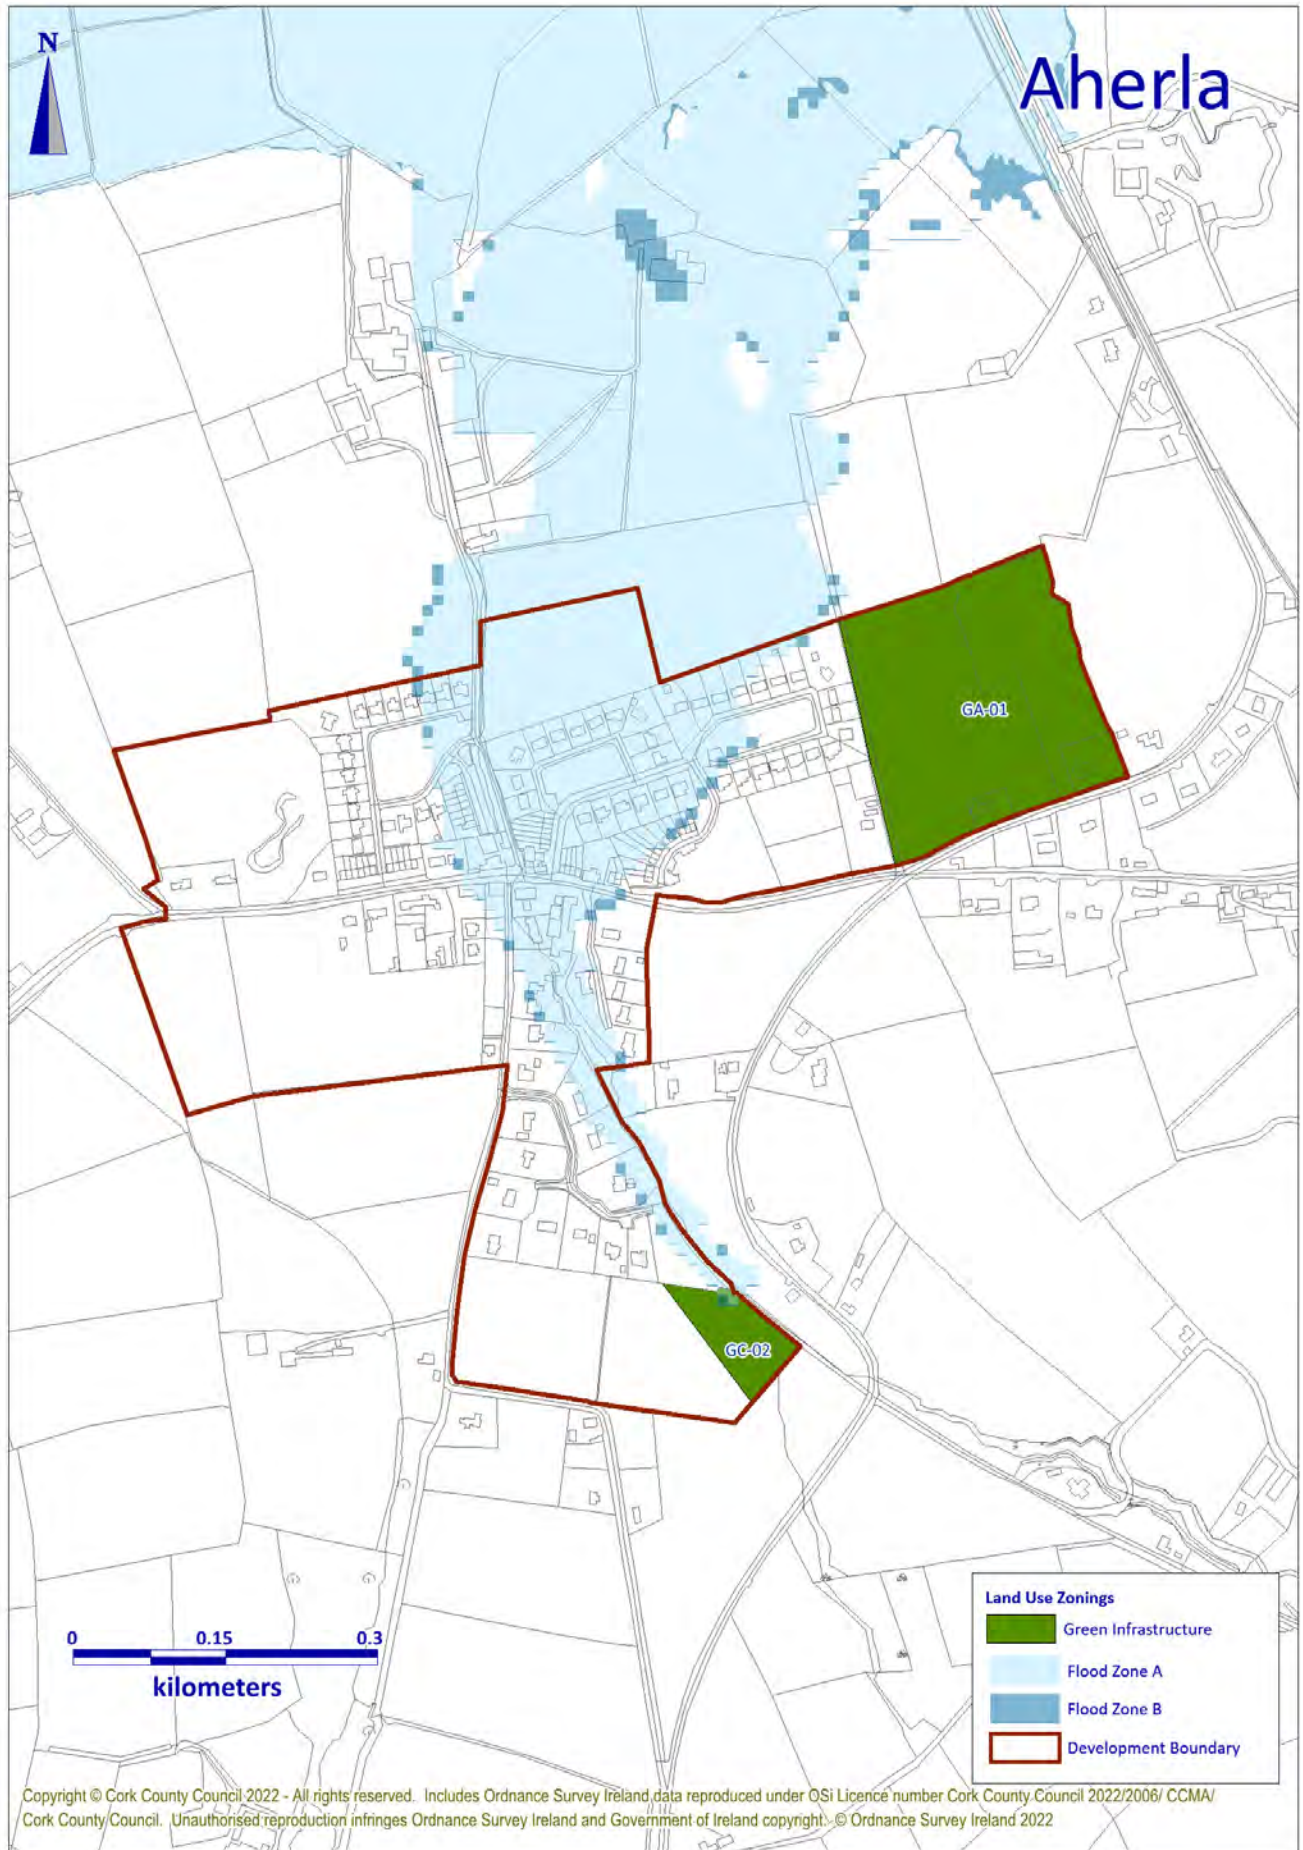 N
Aherla
GA-01
GC-02
0 0.15 0.3
kilometers
Land Use Zonings
Green Infrastructure
Flood Zone A
Flood Zone B
Development Boundary
Copyright © Cork County Council 2022 - All rights reserved. Includes Ordnance Survey Ireland data reproduced under OSi Licence number Cork County Council 2022/2006/ CCMA/
Cork County Council. Unauthorised reproduction infringes Ordnance Survey Ireland and Government of Ireland copyright. © Ordnance Survey Ireland 2022